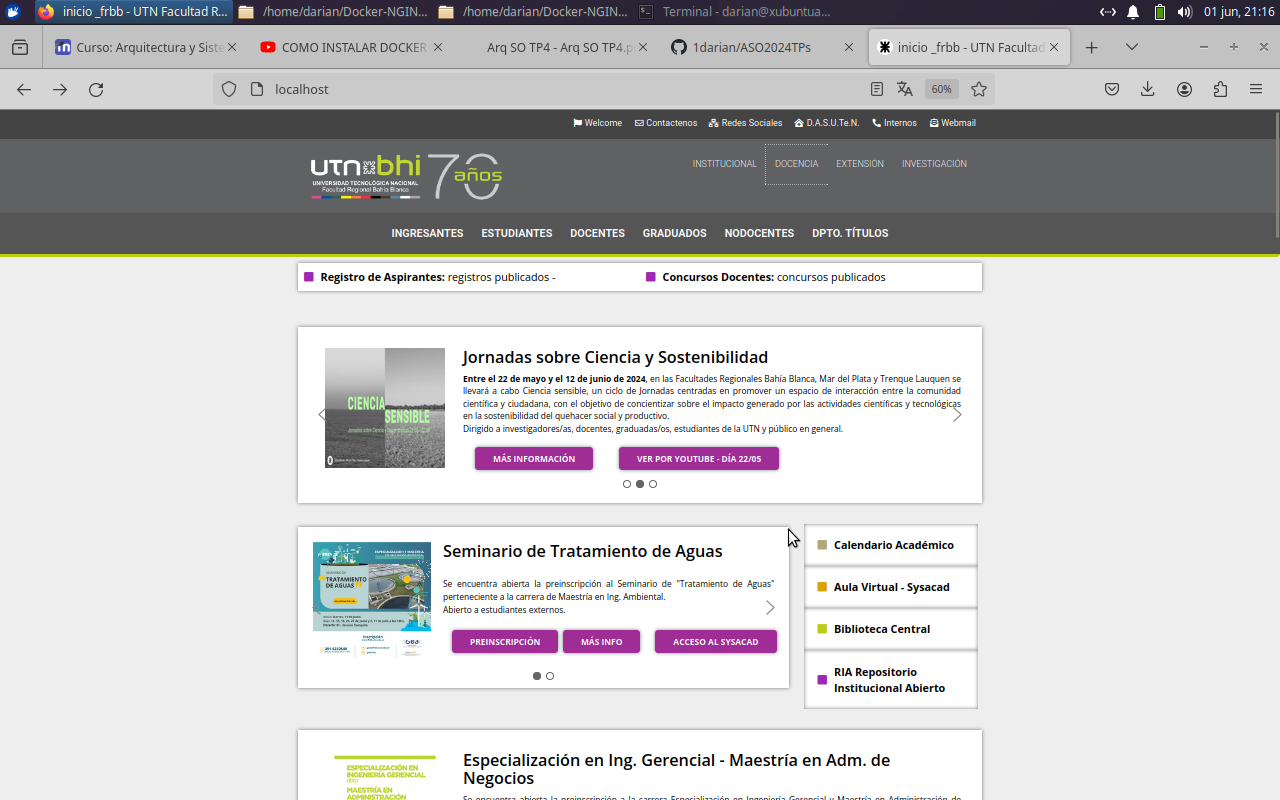 inicio _frbb - UTN Facultad R...
/home/darian/Docker-NGIN...
/home/darian/Docker-NGIN...
Terminal - darian@xubuntua...
01 jun, 21:16
Curso: Arquitectura y Siste
COMO INSTALAR DOCKER
Arq SO TP4 - Arq SO TP4.p
1darian/ASO2024TPs
inicio _frbb - UTN Facultad
localhost
60%
Welcome
Contactenos
Redes Sociales
D.A.S.U.Te.N.
Internos
Webmail
utn bhi 70 años
UNIVERSIDAD TECNOLÓGICA NACIONAL
Facultad Regional Bahía Blanca
INSTITUCIONAL
DOCENCIA
EXTENSIÓN
INVESTIGACIÓN
INGRESANTES
ESTUDIANTES
DOCENTES
GRADUADOS
NODOCENTES
DPTO. TÍTULOS
Registro de Aspirantes: registros publicados -
Concursos Docentes: concursos publicados
CIENCIA
SENSIBLE
Jornadas sobre Ciencia y Sostenibilidad
Entre el 22 de mayo y el 12 de junio de 2024, en las Facultades Regionales Bahía Blanca, Mar del Plata y Trenque Lauquen se
llevará a cabo Ciencia sensible, un ciclo de Jornadas centradas en promover un espacio de interacción entre la comunidad
científica y ciudadana, con el objetivo de concientizar sobre el impacto generado por las actividades científicas y tecnológicas
en la sostenibilidad del quehacer social y productivo.
Dirigido a investigadores/as, docentes, graduadas/os, estudiantes de la UTN y público en general.
MÁS INFORMACIÓN
VER POR YOUTUBE - DÍA 22/05
TRATAMIENTO
DE AGUAS
Seminario de Tratamiento de Aguas
Se encuentra abierta la preinscripción al Seminario de "Tratamiento de Aguas"
perteneciente a la carrera de Maestría en Ing. Ambiental.
Abierto a estudiantes externos.
PREINSCRIPCIÓN
MÁS INFO
ACCESO AL SYSACAD
Calendario Académico
Aula Virtual - Sysacad
Biblioteca Central
RIA Repositorio
Institucional Abierto
ESPECIALIZACIÓN EN
INGENIERÍA GERENCIAL
MAESTRÍA EN
ADMINISTRACIÓN
Especialización en Ing. Gerencial - Maestría en Adm. de
Negocios
Se encuentra abierta la preinscripción a la carrera Especialización en Ingeniería Gerencial y Maestría en Administración de